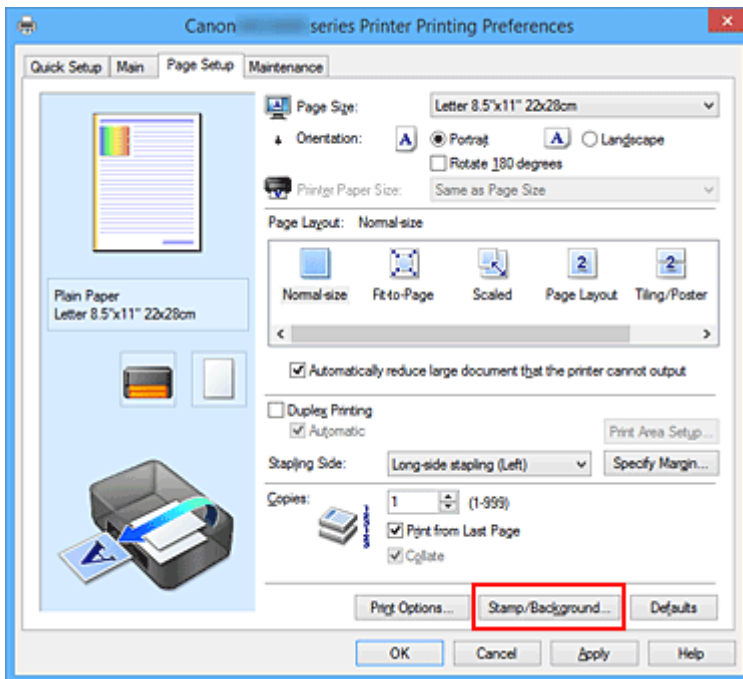 Canon series Printer Printing Preferences
Quick Setup Main Page Setup Maintenance
Page Size: Letter 8.5"x11" 22x28cm
Orientation: A Portrait A Landscape
Rotate 180 degrees
Printer Paper Size: Same as Page Size
Page Layout: Normal-size
2 2
Normal-size Fit-to-Page Scaled Page Layout Tiling/Poster
Plain Paper
Letter 8.5"x11" 22x28cm
Automatically reduce large document that the printer cannot output
Duplex Printing
Automatic Print Area Setup...
Stapling Side: Long-side stapling (Left) Specify Margin...
Copies: 1 (1-999)
Print from Last Page
Collate
A
Print Options... Stamp/Background... Defaults
OK Cancel Apply Help